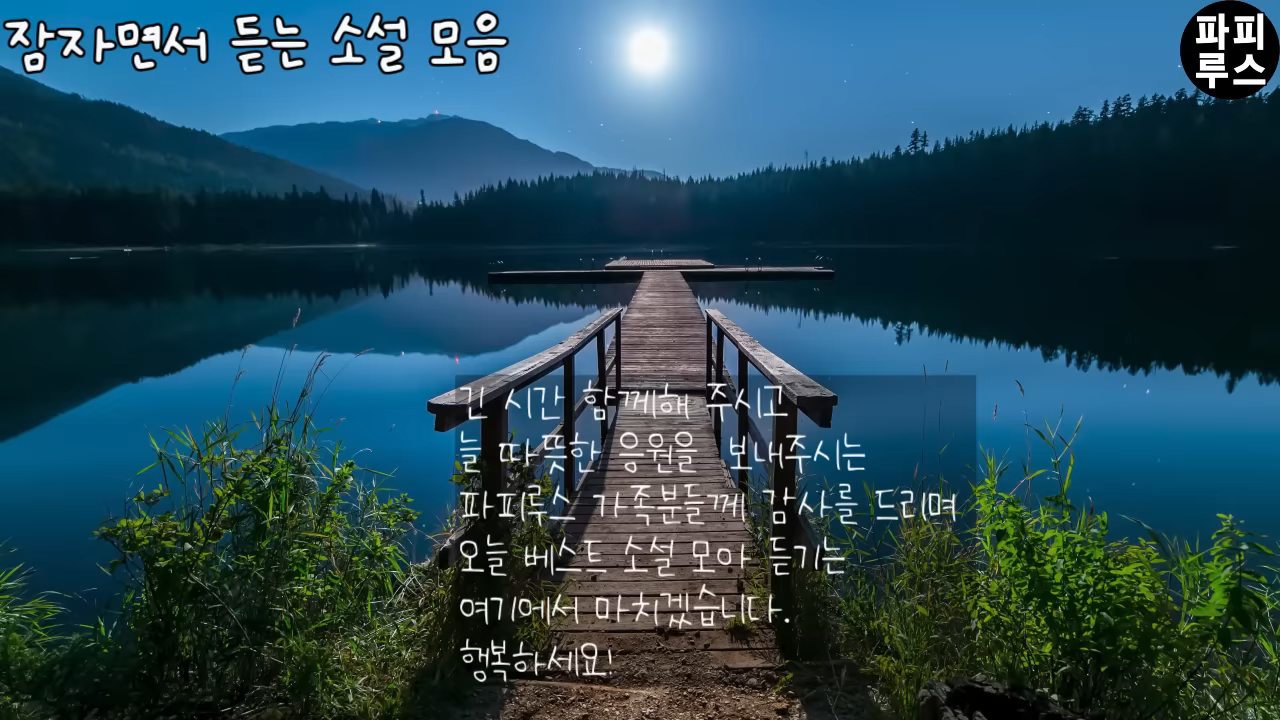 잠자면서 듣는 소설 모음
파피
루스
긴 시간 함께해 주시고
늘 따뜻한 응원을 보내주시는
파피루스 가족분들께 감사를 드리며
오늘 베스트 소설 모아 듣기는
여기에서 마치겠습니다.
행복하세요!